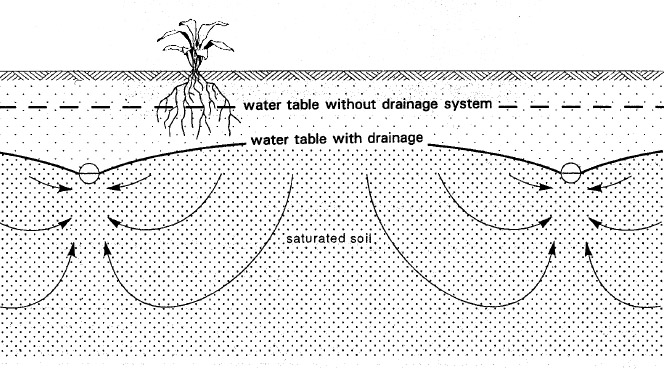 water table without drainage system
water table with drainage
saturated soil